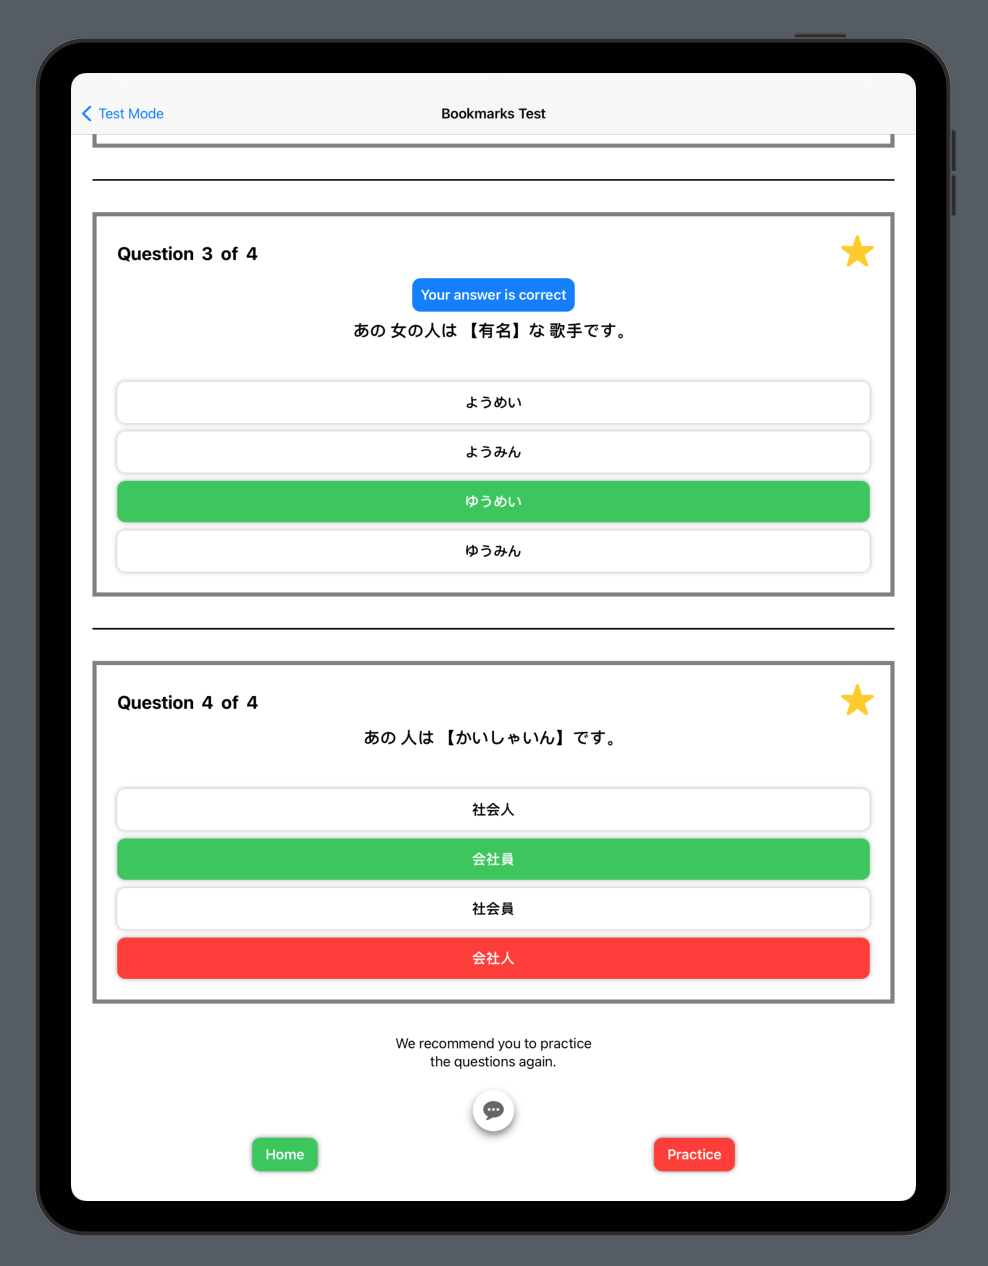 Test Mode
Bookmarks Test
Question 3 of 4
Your answer is correct
あの 女の人は 【有名】な 歌手です。
ようめい
ようみん
ゆうめい
ゆうみん
Question 4 of 4
あの 人は 【かいしゃいん】です。
社会人
会社員
社会員
会社人
We recommend you to practice
the questions again.
Home
Practice